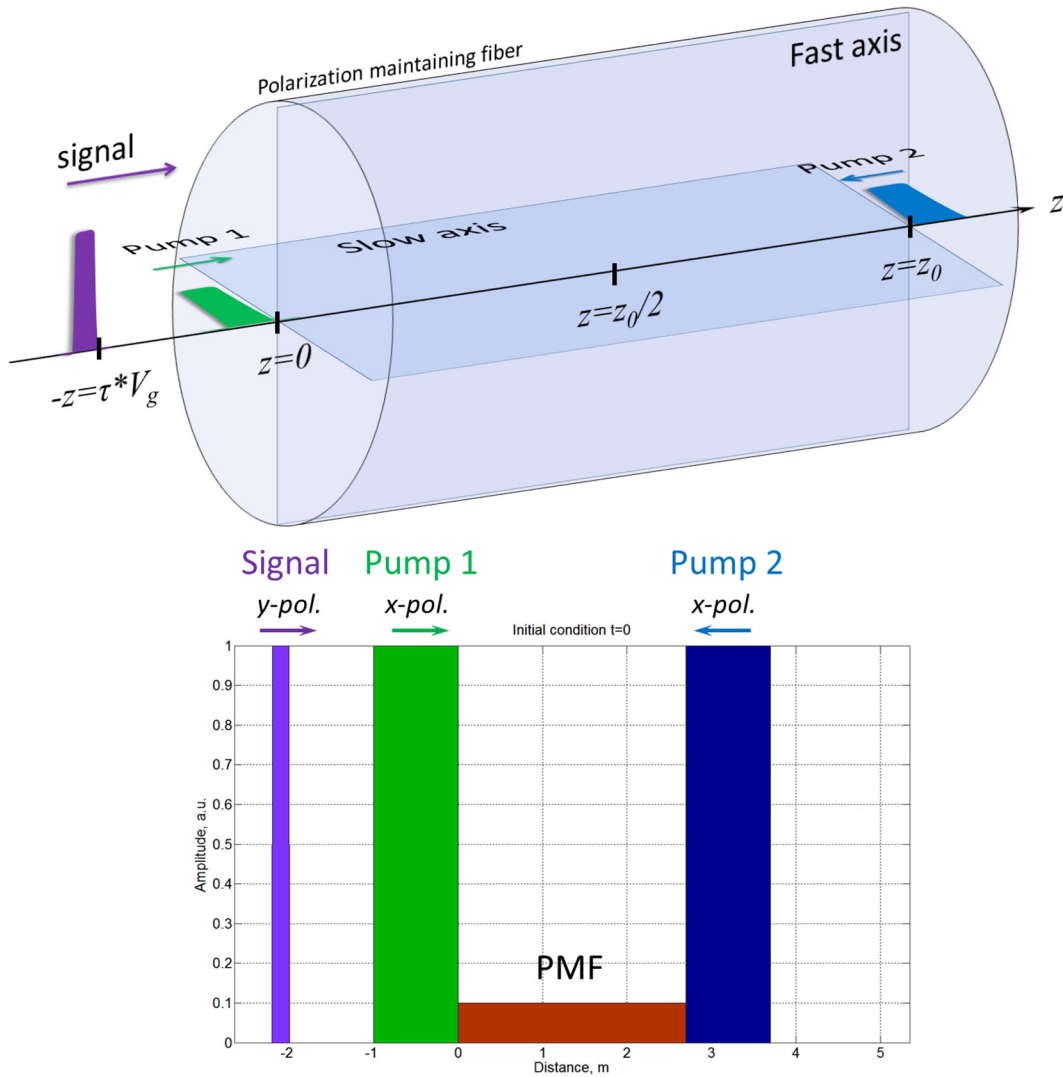 Polarization maintaining fiber
Fast axis
signal
Pump 2
Pump 1
Slow axis
z
z=z₀
z=z₀/2
z=0
-z=τ*V_g
Signal
Pump 1
Pump 2
y-pol.
x-pol.
x-pol.
Initial condition t=0
1
0.9
0.8
0.7
0.6
0.5
0.4
0.3
0.2
0.1
0
Amplitude, a.u.
PMF
-2
-1
0
1
2
3
4
5
Distance, m